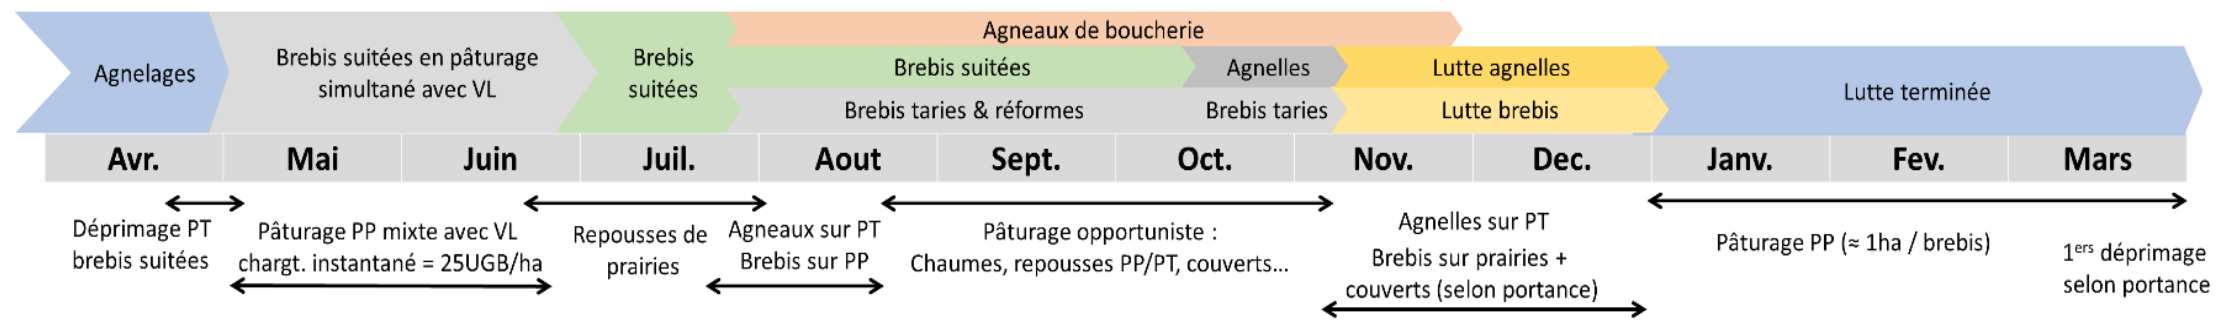 Agnelages
Brebis suitées en pâturage
simultané avec VL
Brebis
suitées
Agneaux de boucherie
Brebis suitées
Agnelles
Lutte agnelles
Brebis taries & réformes
Brebis taries
Lutte brebis
Lutte terminée
Avr. Mai Juin Juil. Aout Sept. Oct. Nov. Dec. Janv. Fev. Mars
Déprimage PT
brebis suitées
Pâturage PP mixte avec VL
chargt. instantané = 25UGB/ha
Repousses de
prairies
Agneaux sur PT
Brebis sur PP
Pâturage opportuniste :
Chaumes, repousses PP/PT, couverts...
Agnelles sur PT
Brebis sur prairies +
couverts (selon portance)
Pâturage PP (≈ 1ha / brebis)
1ers déprimage
selon portance